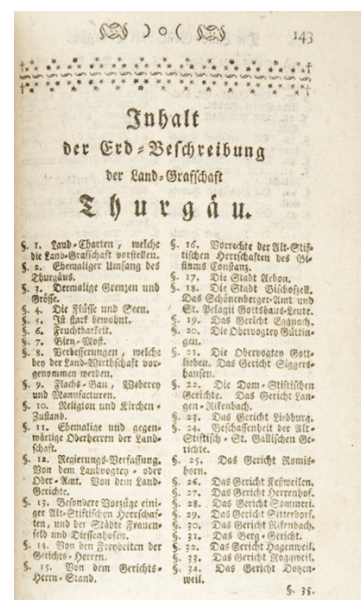 ) o (
143
Inhalt
der Erd-Beschreibung
der Land-Grafschaft
Thurgäu.
§. 1. Land-Charten, welche
die Land-Grafschaft vorstellen.
§. 2. Ehemaliger Umfang des
Thurgäus.
§. 3. Dermalige Grenzen und
Grösse.
§. 4. Die Flüsse und Seen.
§. 5. Ist stark bewohnt.
§. 6. Fruchtbarkeit.
§. 7. Birn-Most.
§. 8. Verbesserungen, welche
bey der Land-Wirthschaft vor-
genommen werden.
§. 9. Flachs-Bau, Weberey
und Manufacturen.
§. 10. Religion und Kirchen-
Zustand.
§. 11. Ehemalige und gegen-
wärtige Oberherren der Land-
schaft.
§. 12. Regierungs-Verfassung.
Von dem Landvogtey- oder
Ober-Amt. Von dem Land-
Gerichte.
§. 13. Besondere Vorzüge eini-
ger Alt-Stiftischen Herrschaf-
ten, und der Städte Frauen-
feld und Diessenhofen.
§. 14. Von den Freyheiten der
Gerichts-Herren.
§. 15. Von dem Gerichts-
Herrn-Stand.
§. 16. Vorrechte der Alt-Stif-
tischen Herrschaften des Bi-
stums Constanz.
§. 17. Die Stadt Arbon.
§. 18. Die Stadt Bischofzell.
Das Schönenberger-Amt und
St. Pelagii Gottshaus-Leute.
§. 19. Das Gericht Egnach.
§. 20. Die Obervogtey Güttin-
gen.
§. 21. Die Obervogtey Gott-
lieben. Das Gericht Siggers-
hausen.
§. 22. Die Dom-Stiftischen
Gerichte. Das Gericht Lan-
gen-Rikenbach.
§. 23. Das Gericht Liebburg.
§. 24. Beschaffenheit der Alt-
Stiftisch-St. Gallischen Ge-
richte.
§. 25. Das Gericht Romis-
horn.
§. 26. Das Gericht Keßweilen.
§. 27. Das Gericht Herrenhof.
§. 28. Das Gericht Sommeri.
§. 29. Das Gericht Sitterdorf.
§. 30. Das Gericht Rikenbach.
§. 31. Das Berg-Gericht.
§. 32. Das Gericht Hagenweil.
§. 33. Das Gericht Roggweil.
§. 34. Das Gericht Dozen-
weil.
§. 35.